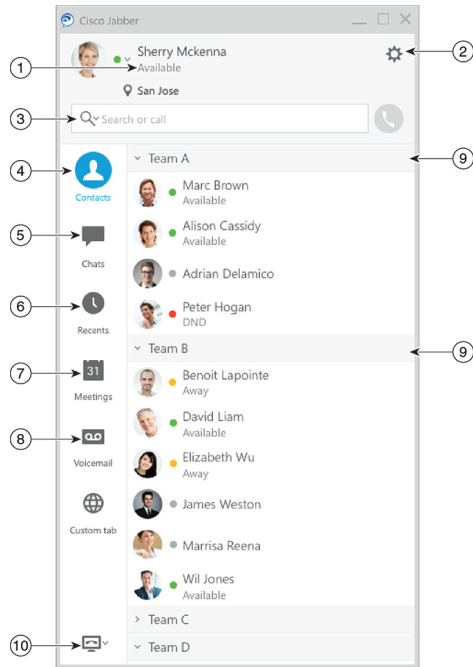 Cisco Jabber
Sherry Mckenna
Available
San Jose
Search or call
Contacts
Chats
Recents
31
Meetings
Voicemail
Custom tab
Team A
Marc Brown
Available
Alison Cassidy
Available
Adrian Delamico
Peter Hogan
DND
Team B
Benoit Lapointe
Away
David Liam
Available
Elizabeth Wu
Away
James Weston
Marrisa Reena
Wil Jones
Available
Team C
Team D
1
2
3
4
5
6
7
8
9
9
10